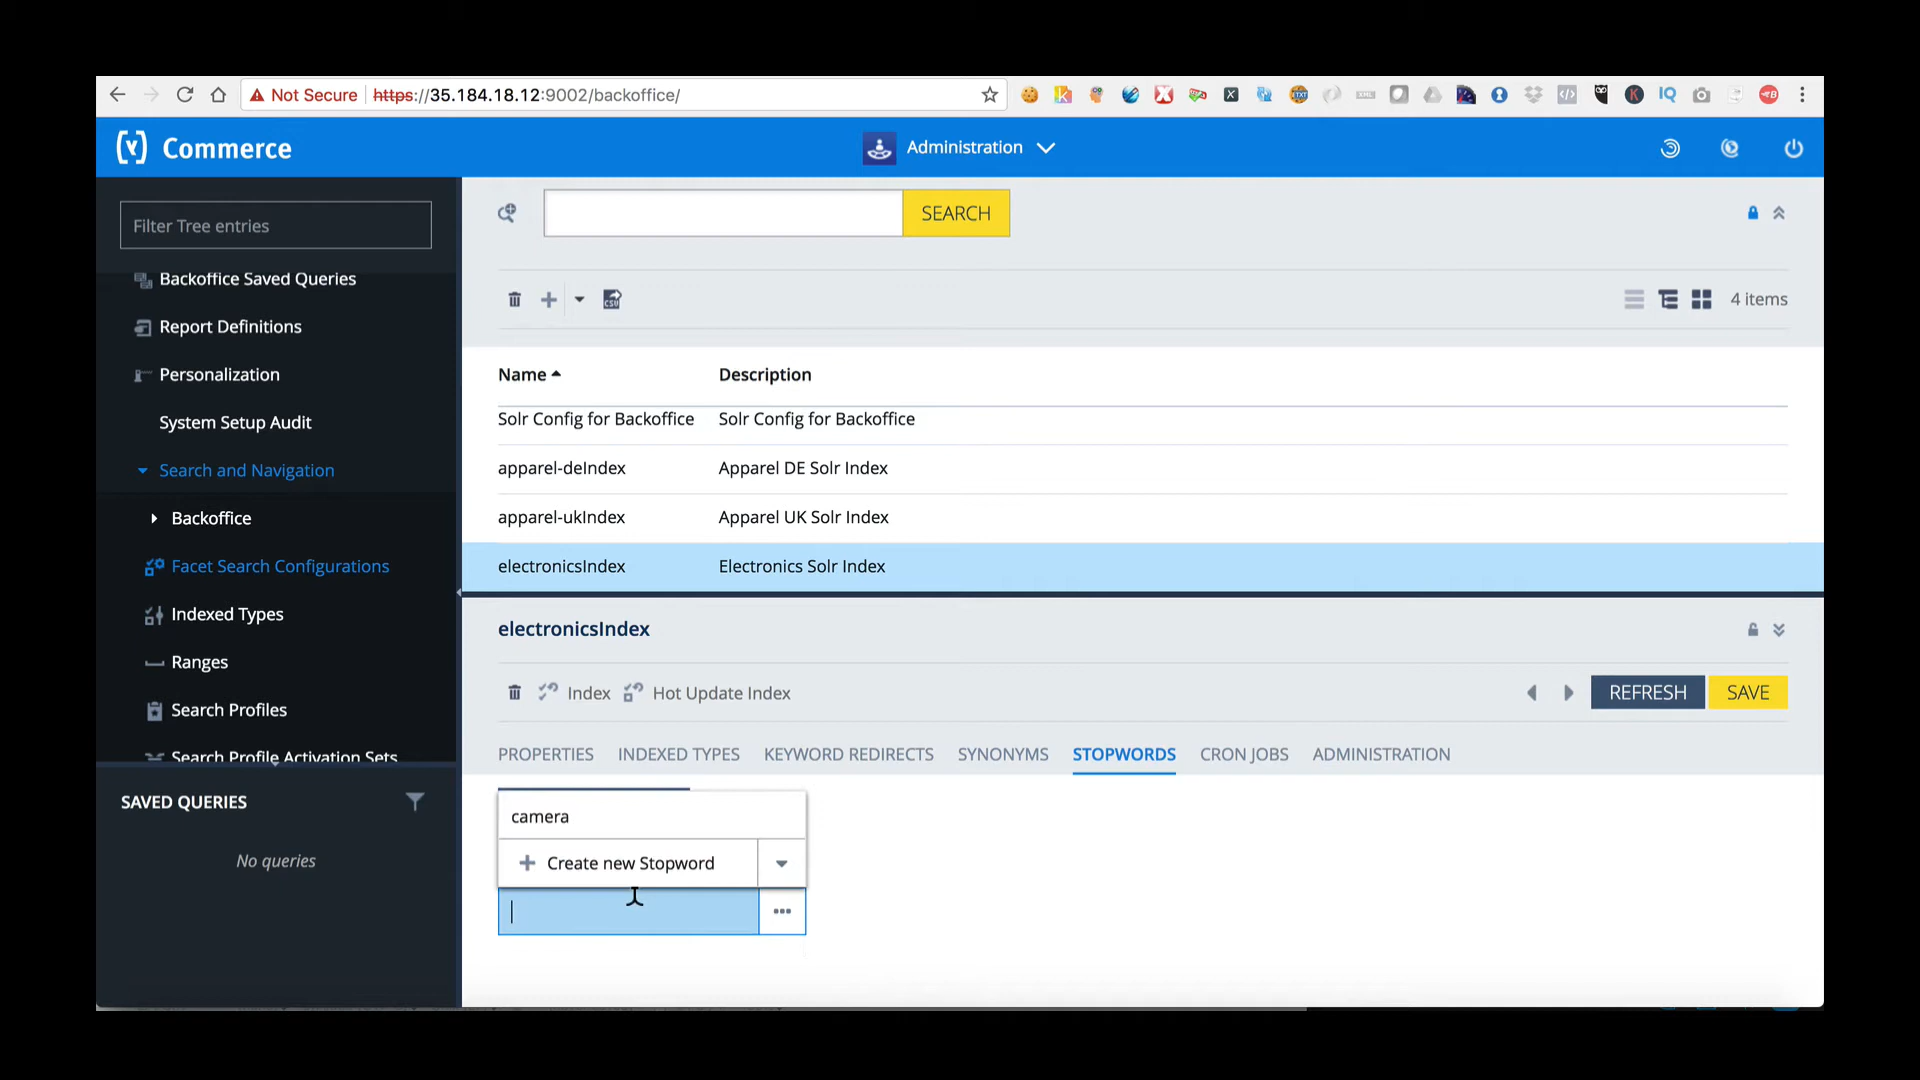 Not Secure https://35.184.18.12:9002/backoffice/
Commerce
Administration
Filter Tree entries
SEARCH
Backoffice Saved Queries
Report Definitions
4 items
Personalization
Name Description
System Setup Audit
Solr Config for Backoffice Solr Config for Backoffice
Search and Navigation
apparel-deIndex Apparel DE Solr Index
Backoffice
apparel-ukIndex Apparel UK Solr Index
Facet Search Configurations
electronicsIndex Electronics Solr Index
Indexed Types
electronicsIndex
Ranges
Index Hot Update Index REFRESH SAVE
Search Profiles
Search Profile Activation Sets
PROPERTIES INDEXED TYPES KEYWORD REDIRECTS SYNONYMS STOPWORDS CRON JOBS ADMINISTRATION
SAVED QUERIES
camera
No queries
Create new Stopword